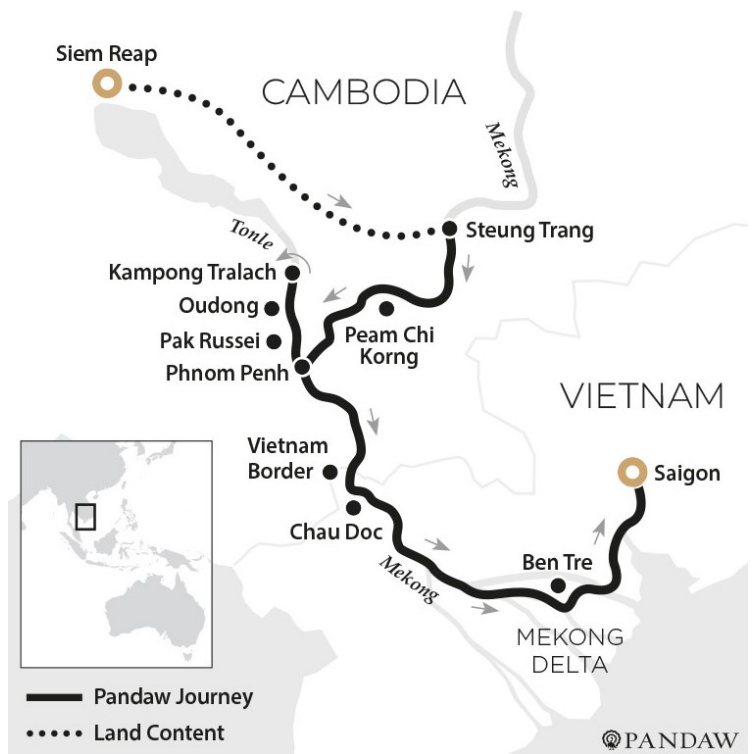 Siem Reap
CAMBODIA
Mekong
Steung Trang
Tonle
Kampong Tralach
Oudong
Peam Chi
Korng
Pak Russei
Phnom Penh
VIETNAM
Vietnam
Border
Saigon
Chau Doc
Ben Tre
Mekong
MEKONG
DELTA
Pandaw Journey
Land Content
PANDAW